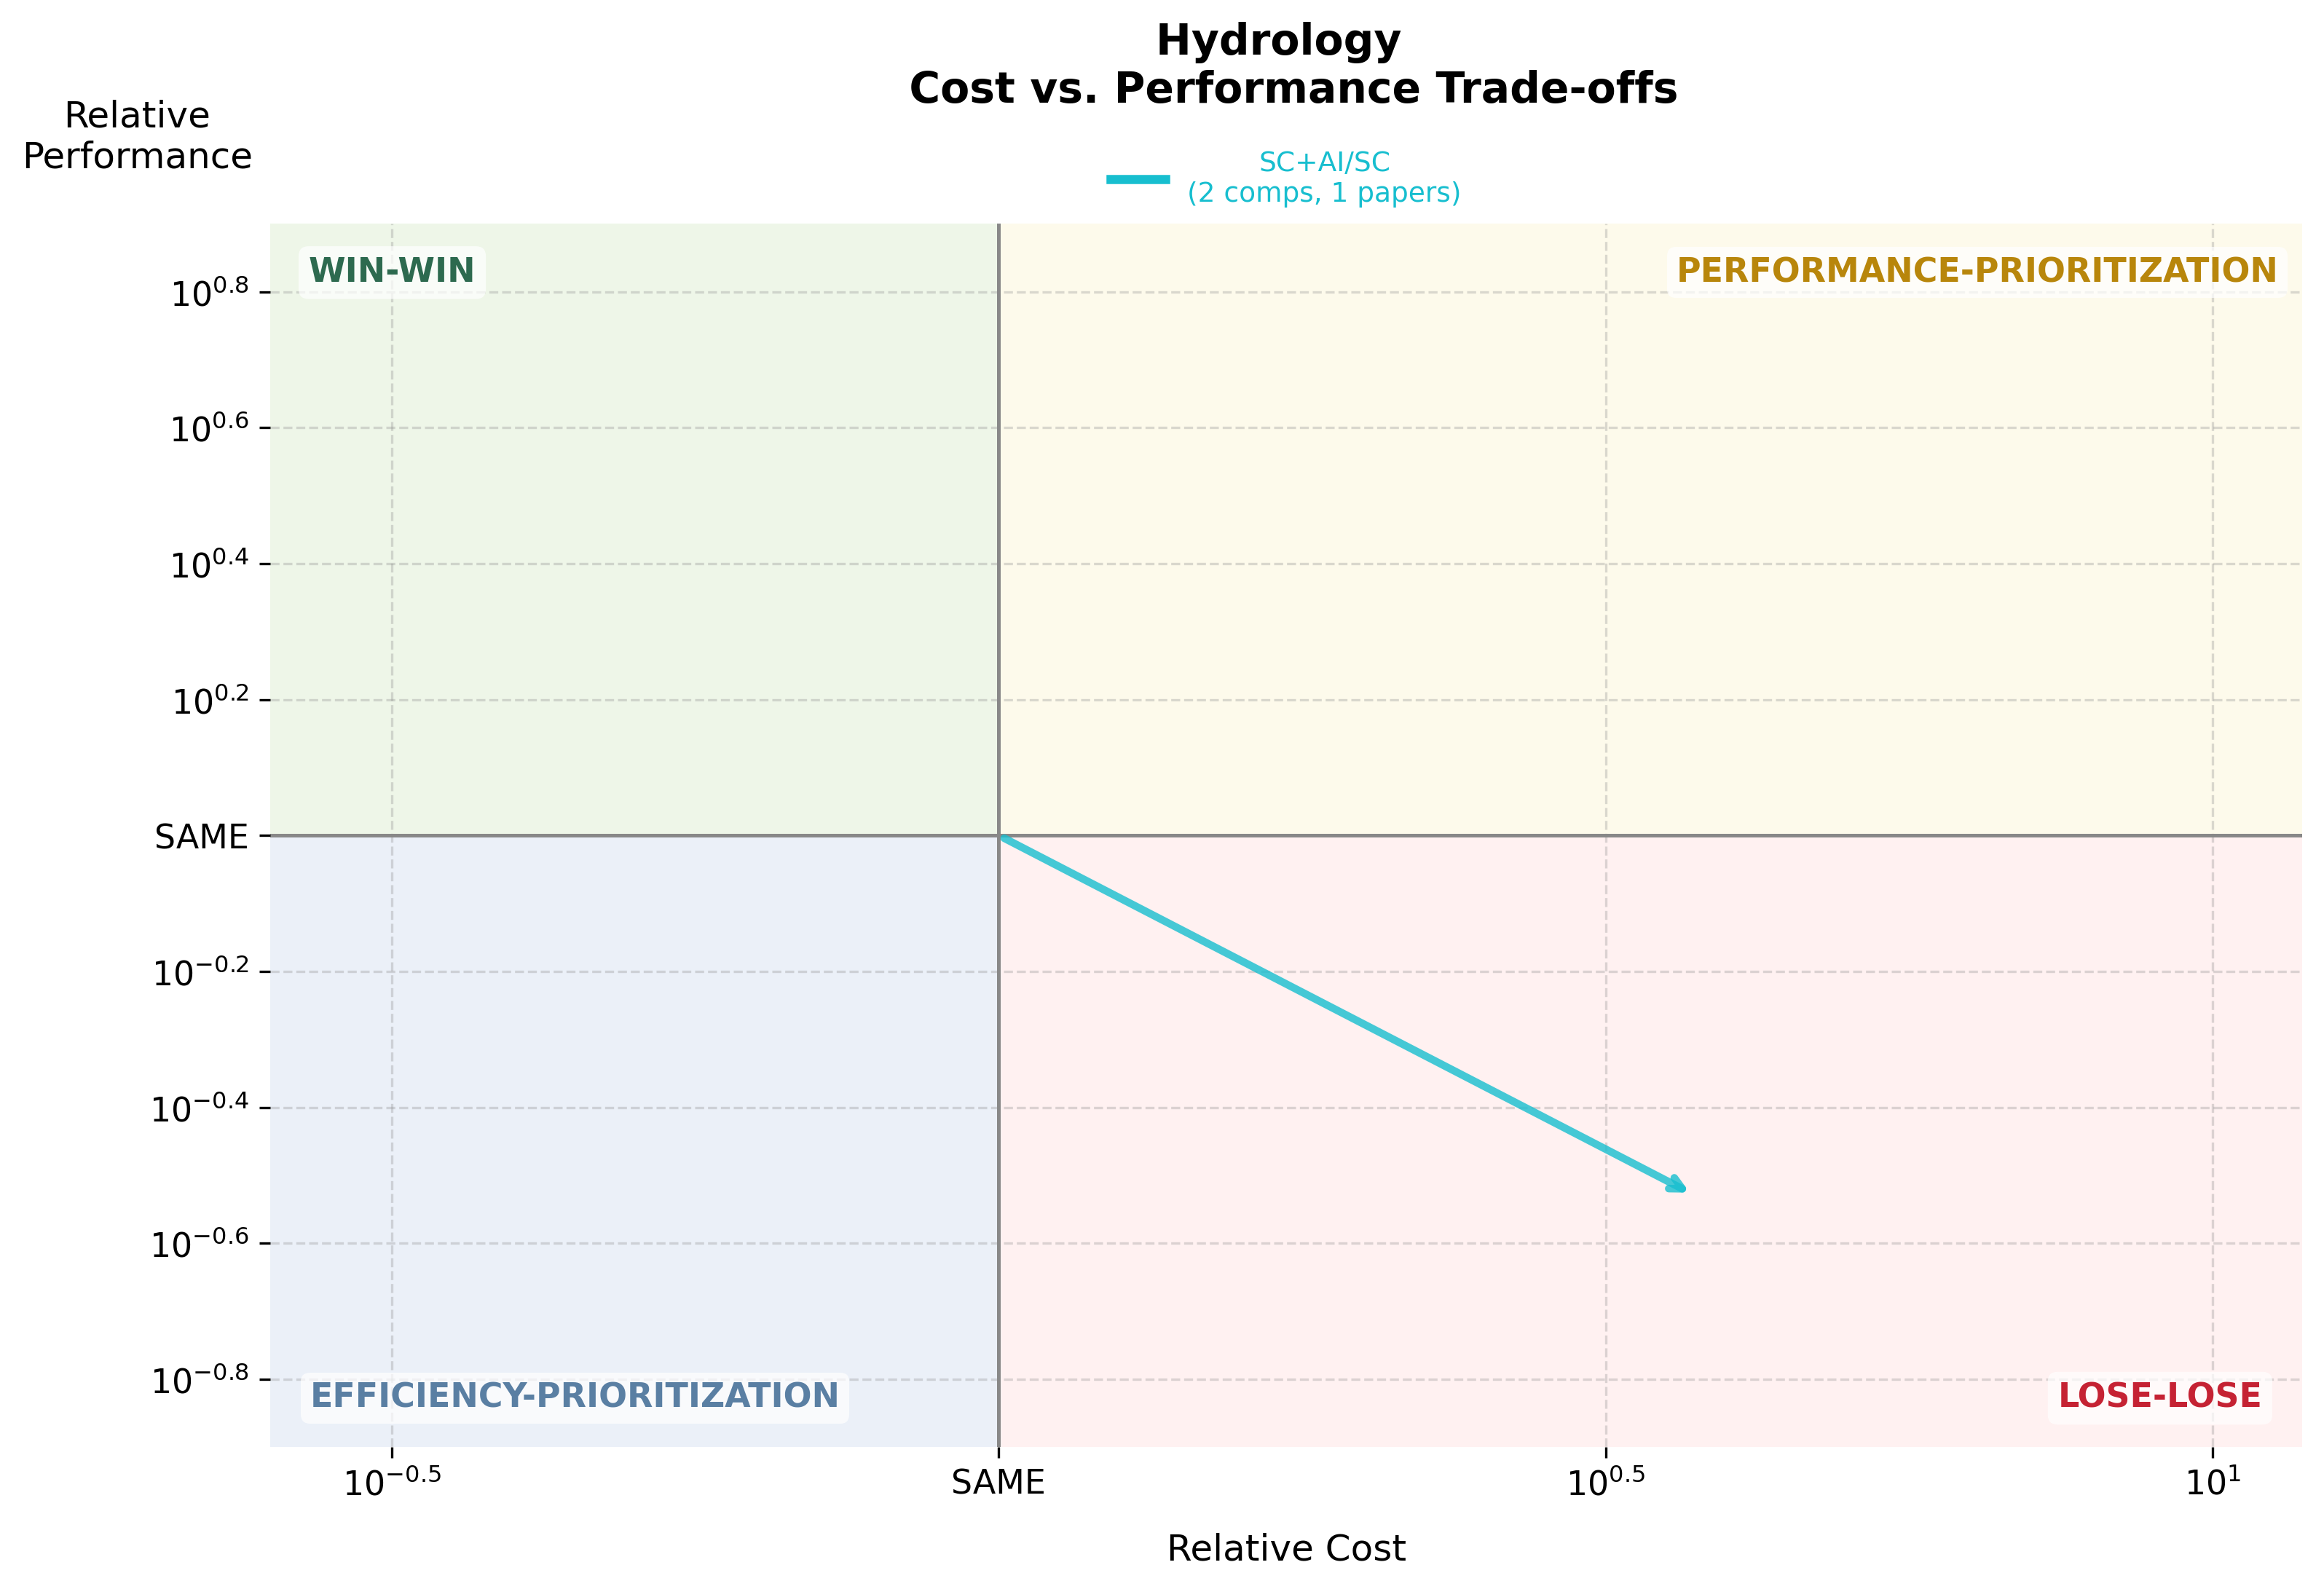 Hydrology
Cost vs. Performance Trade-offs
Relative
Performance
SC+AI/SC
(2 comps, 1 papers)
WIN-WIN
PERFORMANCE-PRIORITIZATION
10^0.8
10^0.6
10^0.4
10^0.2
SAME
10^−0.2
10^−0.4
10^−0.6
10^−0.8
EFFICIENCY-PRIORITIZATION
LOSE-LOSE
10^−0.5
SAME
10^0.5
10^1
Relative Cost